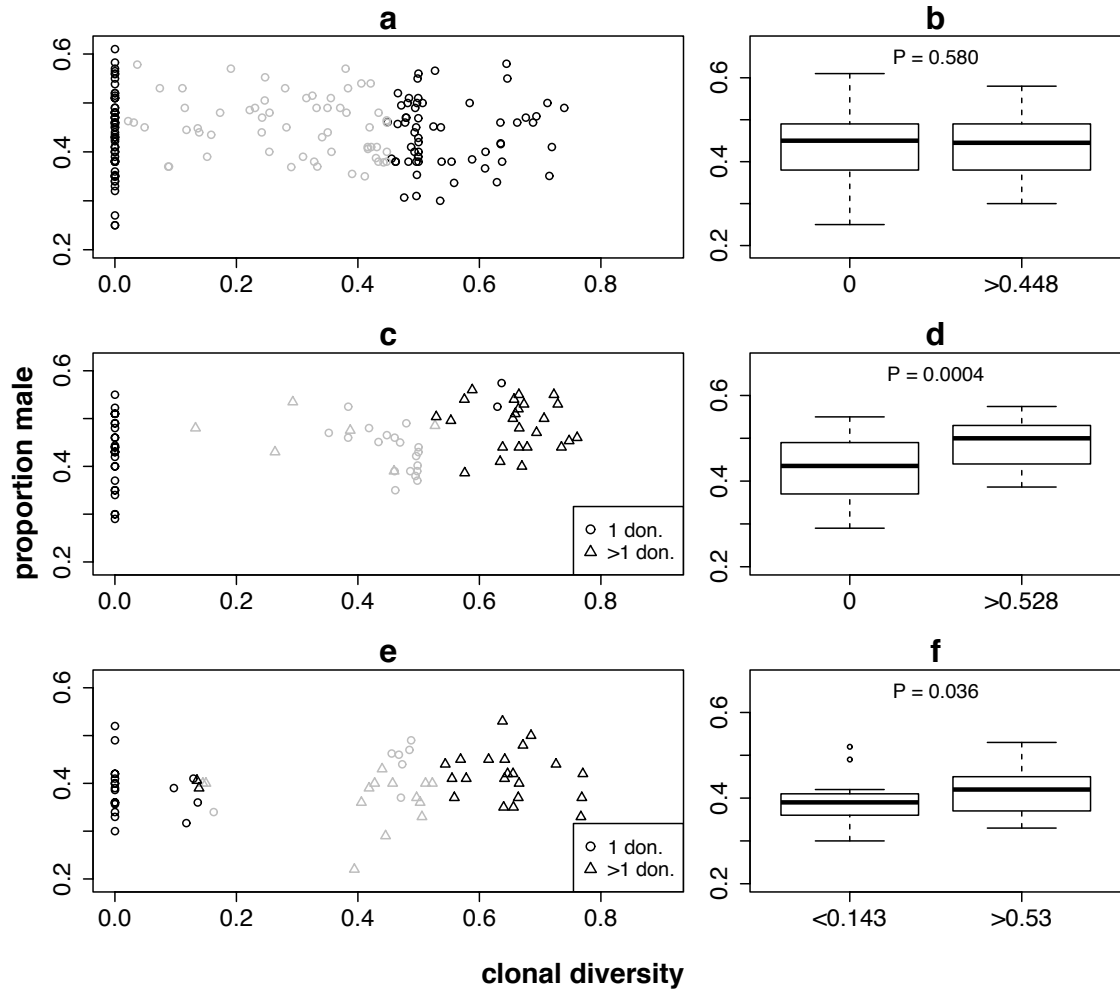 a
0.2 0.4 0.6
0.0 0.2 0.4 0.6 0.8
b
P = 0.580
0.2 0.4 0.6
0 >0.448
c
0.2 0.4 0.6
0.0 0.2 0.4 0.6 0.8
1 don.
>1 don.
d
P = 0.0004
0.2 0.4 0.6
0 >0.528
proportion male
e
0.2 0.4 0.6
0.0 0.2 0.4 0.6 0.8
1 don.
>1 don.
f
P = 0.036
0.2 0.4 0.6
<0.143 >0.53
clonal diversity